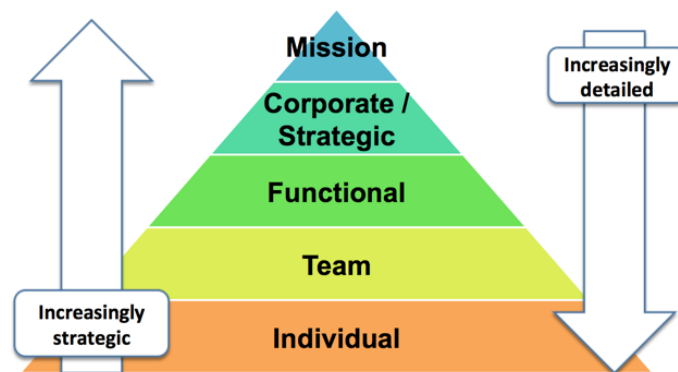 Mission
Increasingly
detailed
Corporate /
Strategic
Functional
Team
Increasingly
strategic
Individual